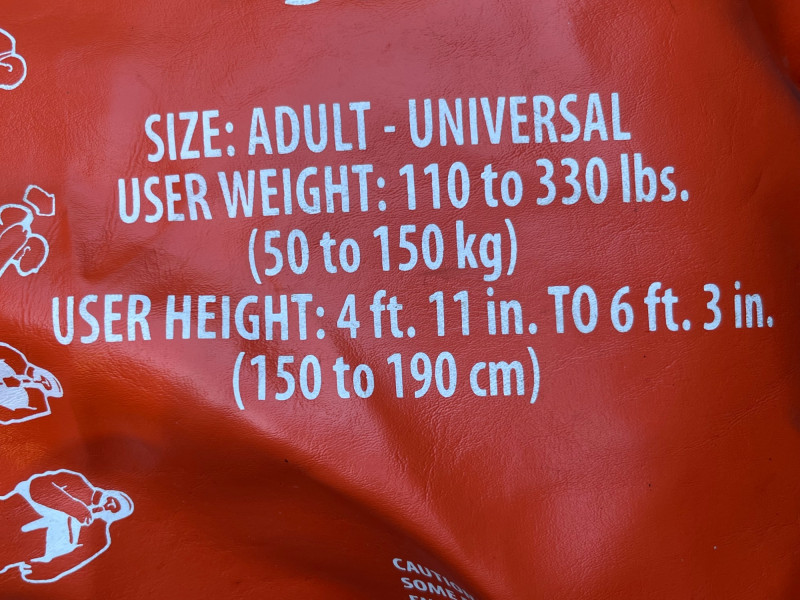 SIZE: ADULT - UNIVERSAL
USER WEIGHT: 110 to 330 lbs.
(50 to 150 kg)
USER HEIGHT: 4 ft. 11 in. TO 6 ft. 3 in.
(150 to 190 cm)
SOME